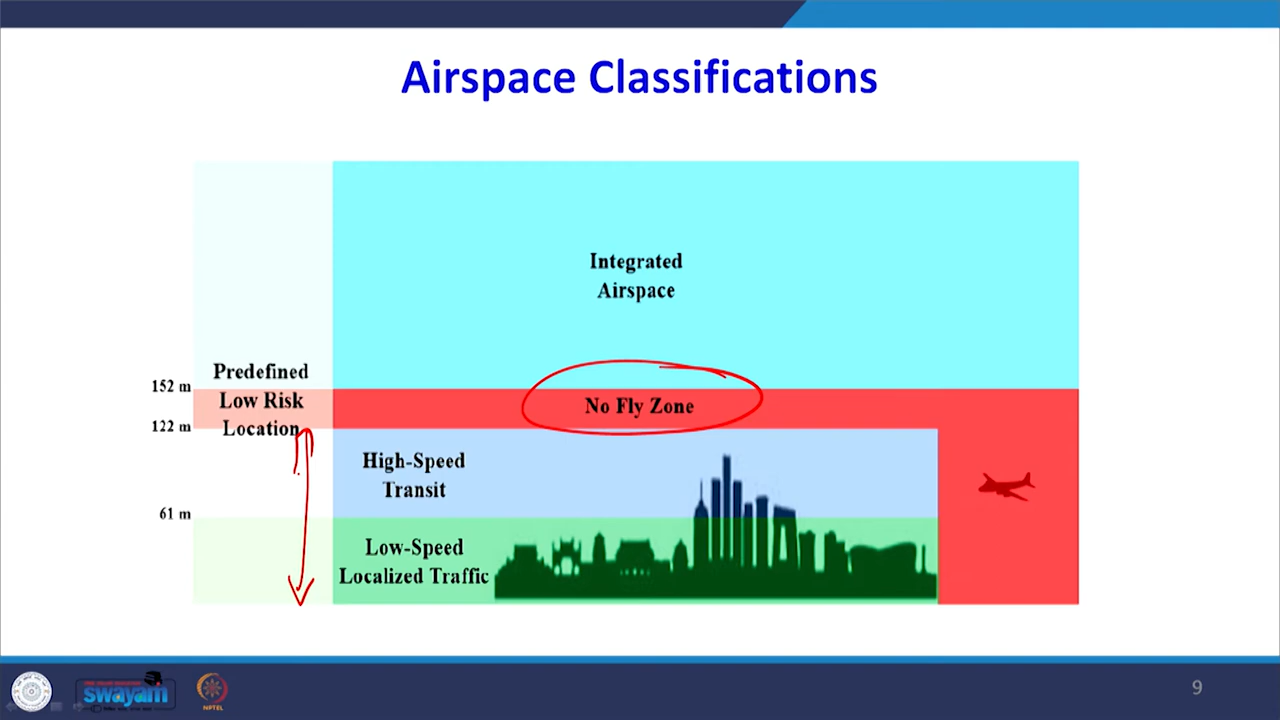 Airspace Classifications
Integrated
Airspace
Predefined
Low Risk
Location
152 m
No Fly Zone
122 m
High-Speed
Transit
61 m
Low-Speed
Localized Traffic
swayam
NPTEL
9